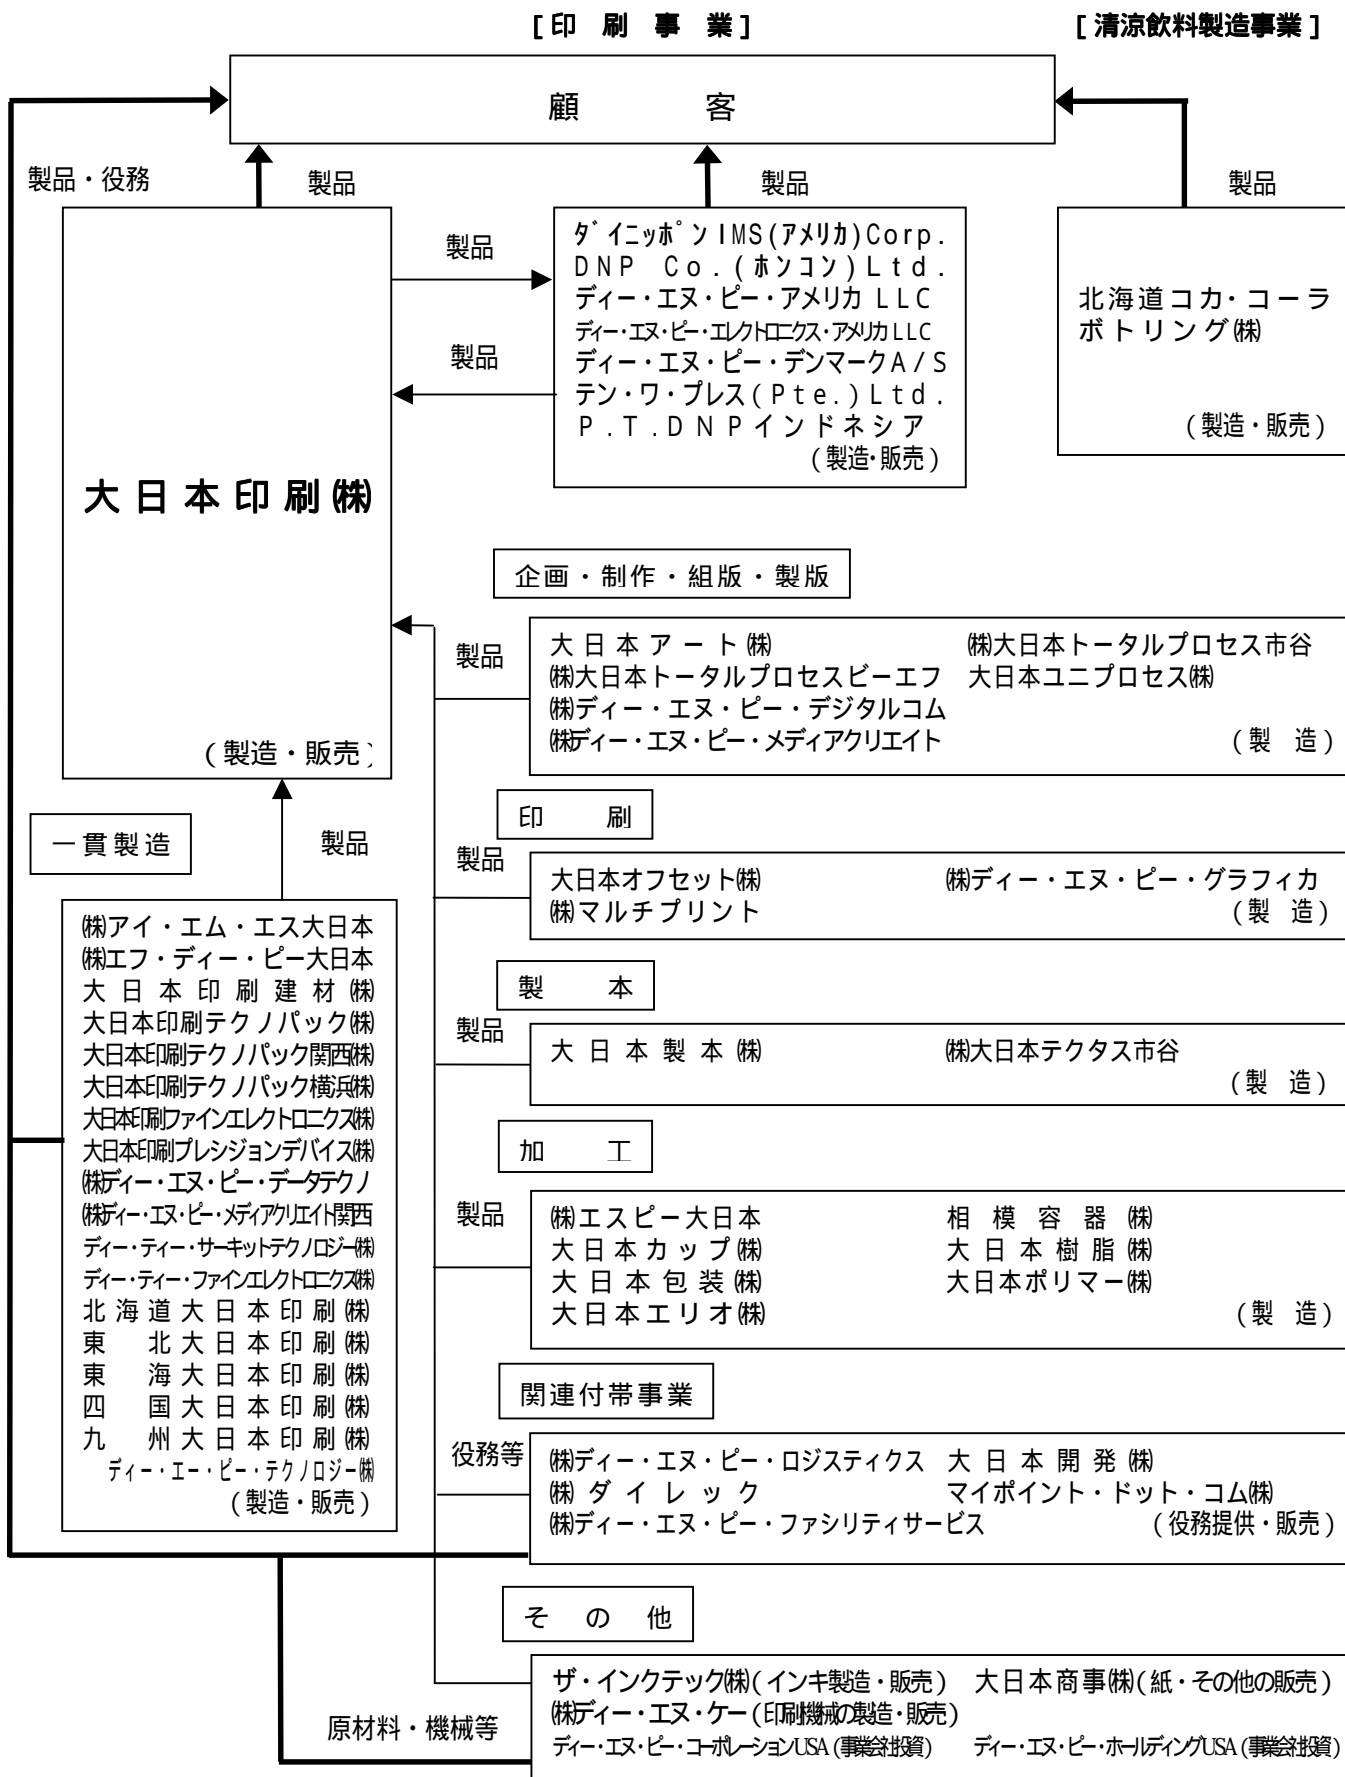 [印刷事業]
[清涼飲料製造事業]
顧客
製品・役務
製品
製品
製品
製品
ダイニッポンIMS(アメリカ)Corp.
DNP Co.(ホンコン)Ltd.
ディー・エヌ・ピー・アメリカ LLC
ディー・エヌ・ピー・エレクトロニクス・アメリカLLC
ディー・エヌ・ピー・デンマークA/S
テン・ワ・プレス(Pte.)Ltd.
P.T.DNPインドネシア
(製造・販売)
製品
北海道コカ・コーラ
ボトリング㈱
(製造・販売)
大日本印刷㈱
(製造・販売)
企画・制作・組版・製版
製品
大日本アート㈱ ㈱大日本トータルプロセス市谷
㈱大日本トータルプロセスビーエフ 大日本ユニプロセス㈱
㈱ディー・エヌ・ピー・デジタルコム
㈱ディー・エヌ・ピー・メディアクリエイト (製 造)
印 刷
製品
大日本オフセット㈱ ㈱ディー・エヌ・ピー・グラフィカ
㈱マルチプリント (製 造)
製 本
製品
大日本製本㈱ ㈱大日本テクタス市谷
(製 造)
加 工
製品
㈱エスピー大日本 相模容器㈱
大日本カップ㈱ 大日本樹脂㈱
大日本包装㈱ 大日本ポリマー㈱
大日本エリオ㈱ (製 造)
関連付帯事業
役務等
㈱ディー・エヌ・ピー・ロジスティクス 大日本開発㈱
㈱ダイレック マイポイント・ドット・コム㈱
㈱ディー・エヌ・ピー・ファシリティサービス (役務提供・販売)
その他
ザ・インクテック㈱(インキ製造・販売) 大日本商事㈱(紙・その他の販売)
㈱ディー・エヌ・ケー(印刷機械の製造・販売)
ディー・エヌ・ピー・コーポレーションUSA(事業会社投資) ディー・エヌ・ピー・ホールディングUSA(事業会社投資)
原材料・機械等
一貫製造
製品
㈱アイ・エム・エス大日本
㈱エフ・ディー・ピー大日本
大日本印刷建材㈱
大日本印刷テクノパック㈱
大日本印刷テクノパック関西㈱
大日本印刷テクノパック横浜㈱
大日本印刷ファインエレクトロニクス㈱
大日本印刷プレシジョンデバイス㈱
㈱ディー・エヌ・ピー・データテクノ
㈱ディー・エヌ・ピー・メディアクリエイト関西
ディー・ティー・サーキットテクノロジー㈱
ディー・ティー・ファインエレクトロニクス㈱
北海道大日本印刷㈱
東北大日本印刷㈱
東海大日本印刷㈱
四国大日本印刷㈱
九州大日本印刷㈱
ディー・エー・ピー・テクノロジー㈱
(製造・販売)